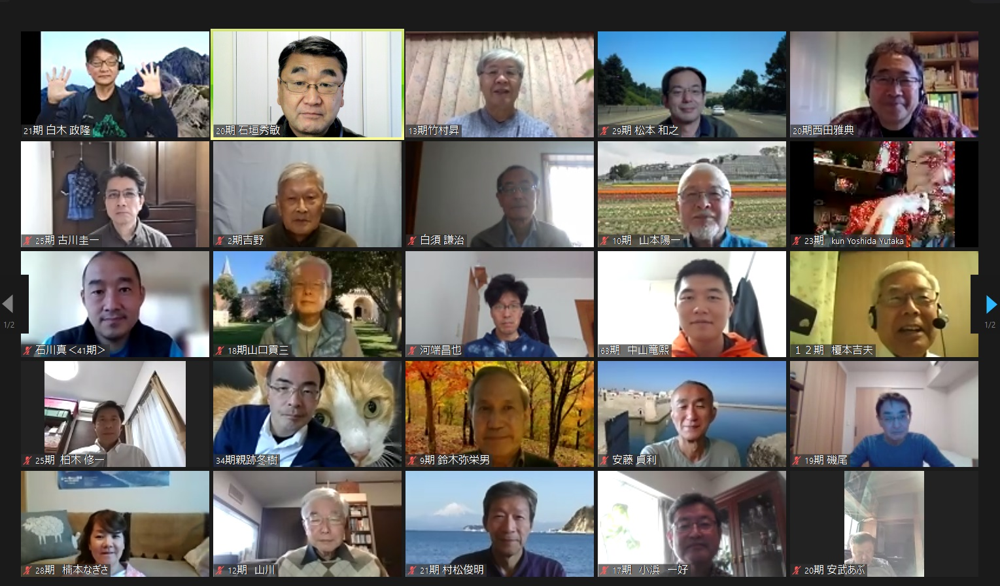 21期 白木 政隆
20期 石垣秀敏
13期竹村昇
29期 松本 和之
20期西田雅典
25期 古川圭一
2期吉野
白須 謙治
10期 山本陽一
23期 kun Yoshida Yutaka
石川真＜41期＞
18期山口貢三
河端昌也
63期 中山竜熙
１２期 榎本吉夫
1/2
1/2
25期 柏木 修一
34期親跡冬樹
9期 鈴木弥栄男
安藤 貞利
19期 磯尾
28期 楠本なぎさ
12期 山川
21期 村松俊明
17期 小浜 一好
20期 安武あぶ